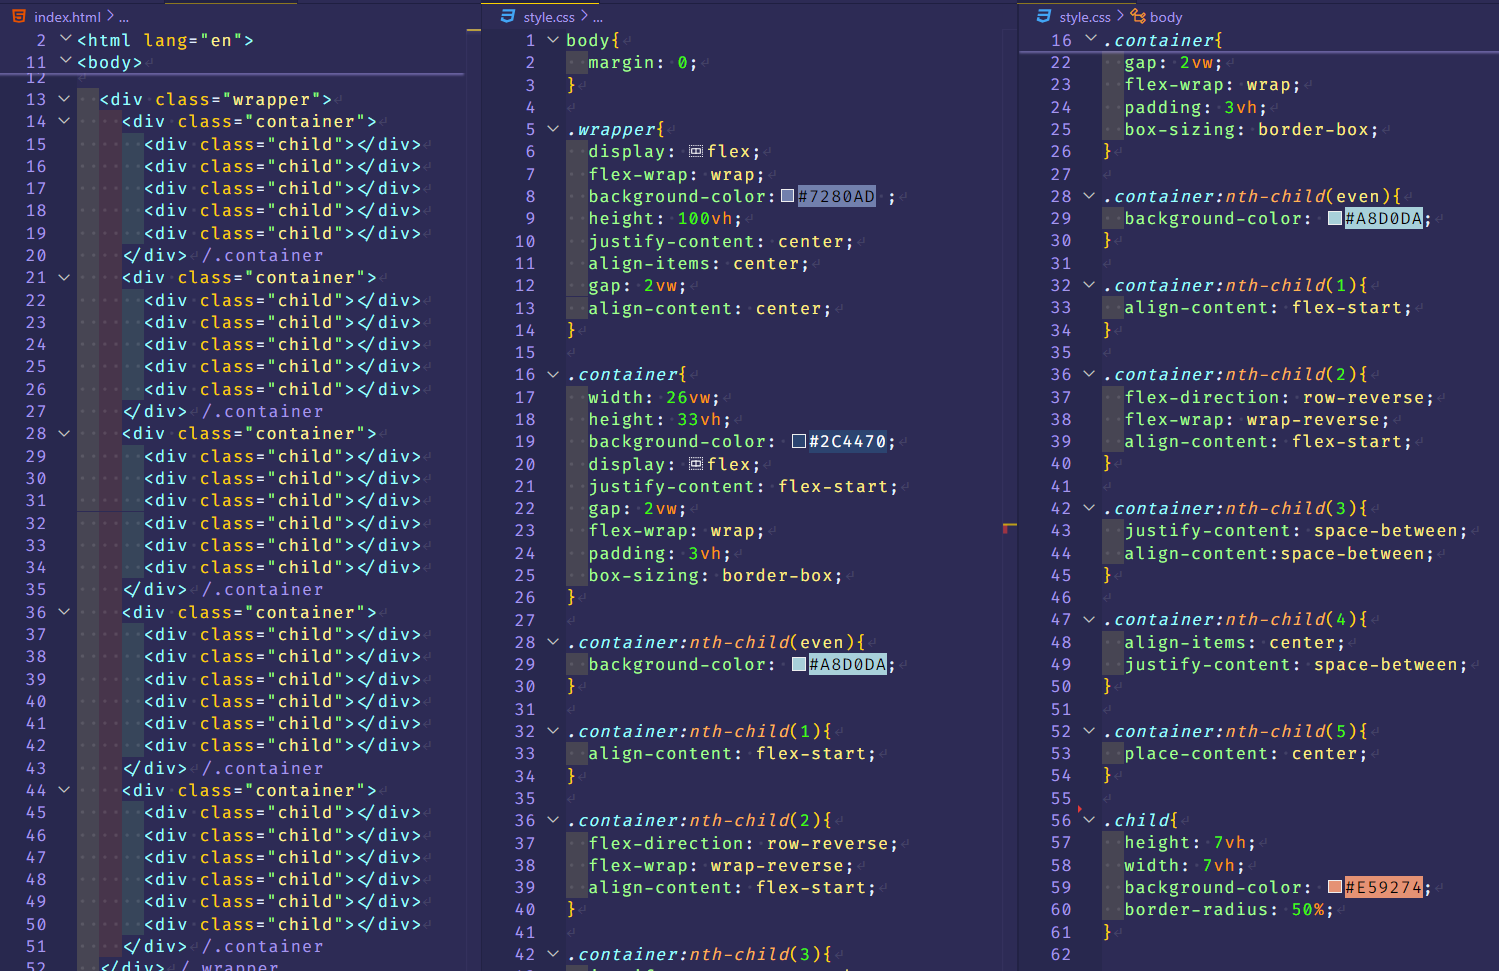 index.html > ...
2 <html lang="en">
11 <body>
12
13 <div class="wrapper">
14 <div class="container">
15 <div class="child"></div>
16 <div class="child"></div>
17 <div class="child"></div>
18 <div class="child"></div>
19 <div class="child"></div>
20 </div> /.container
21 <div class="container">
22 <div class="child"></div>
23 <div class="child"></div>
24 <div class="child"></div>
25 <div class="child"></div>
26 <div class="child"></div>
27 </div> /.container
28 <div class="container">
29 <div class="child"></div>
30 <div class="child"></div>
31 <div class="child"></div>
32 <div class="child"></div>
33 <div class="child"></div>
34 <div class="child"></div>
35 </div> /.container
36 <div class="container">
37 <div class="child"></div>
38 <div class="child"></div>
39 <div class="child"></div>
40 <div class="child"></div>
41 <div class="child"></div>
42 <div class="child"></div>
43 </div> /.container
44 <div class="container">
45 <div class="child"></div>
46 <div class="child"></div>
47 <div class="child"></div>
48 <div class="child"></div>
49 <div class="child"></div>
50 <div class="child"></div>
51 </div> /.container
52 </div> /.wrapper
style.css > ...
1 body{
2 margin: 0;
3 }
4
5 .wrapper{
6 display: flex;
7 flex-wrap: wrap;
8 background-color: #7280AD ;
9 height: 100vh;
10 justify-content: center;
11 align-items: center;
12 gap: 2vw;
13 align-content: center;
14 }
15
16 .container{
17 width: 26vw;
18 height: 33vh;
19 background-color: #2C4470;
20 display: flex;
21 justify-content: flex-start;
22 gap: 2vw;
23 flex-wrap: wrap;
24 padding: 3vh;
25 box-sizing: border-box;
26 }
27
28 .container:nth-child(even){
29 background-color: #A8D0DA;
30 }
31
32 .container:nth-child(1){
33 align-content: flex-start;
34 }
35
36 .container:nth-child(2){
37 flex-direction: row-reverse;
38 flex-wrap: wrap-reverse;
39 align-content: flex-start;
40 }
41
42 .container:nth-child(3){
style.css > body
16 .container{
22 gap: 2vw;
23 flex-wrap: wrap;
24 padding: 3vh;
25 box-sizing: border-box;
26 }
27
28 .container:nth-child(even){
29 background-color: #A8D0DA;
30 }
31
32 .container:nth-child(1){
33 align-content: flex-start;
34 }
35
36 .container:nth-child(2){
37 flex-direction: row-reverse;
38 flex-wrap: wrap-reverse;
39 align-content: flex-start;
40 }
41
42 .container:nth-child(3){
43 justify-content: space-between;
44 align-content:space-between;
45 }
46
47 .container:nth-child(4){
48 align-items: center;
49 justify-content: space-between;
50 }
51
52 .container:nth-child(5){
53 place-content: center;
54 }
55
56 .child{
57 height: 7vh;
58 width: 7vh;
59 background-color: #E59274;
60 border-radius: 50%;
61 }
62